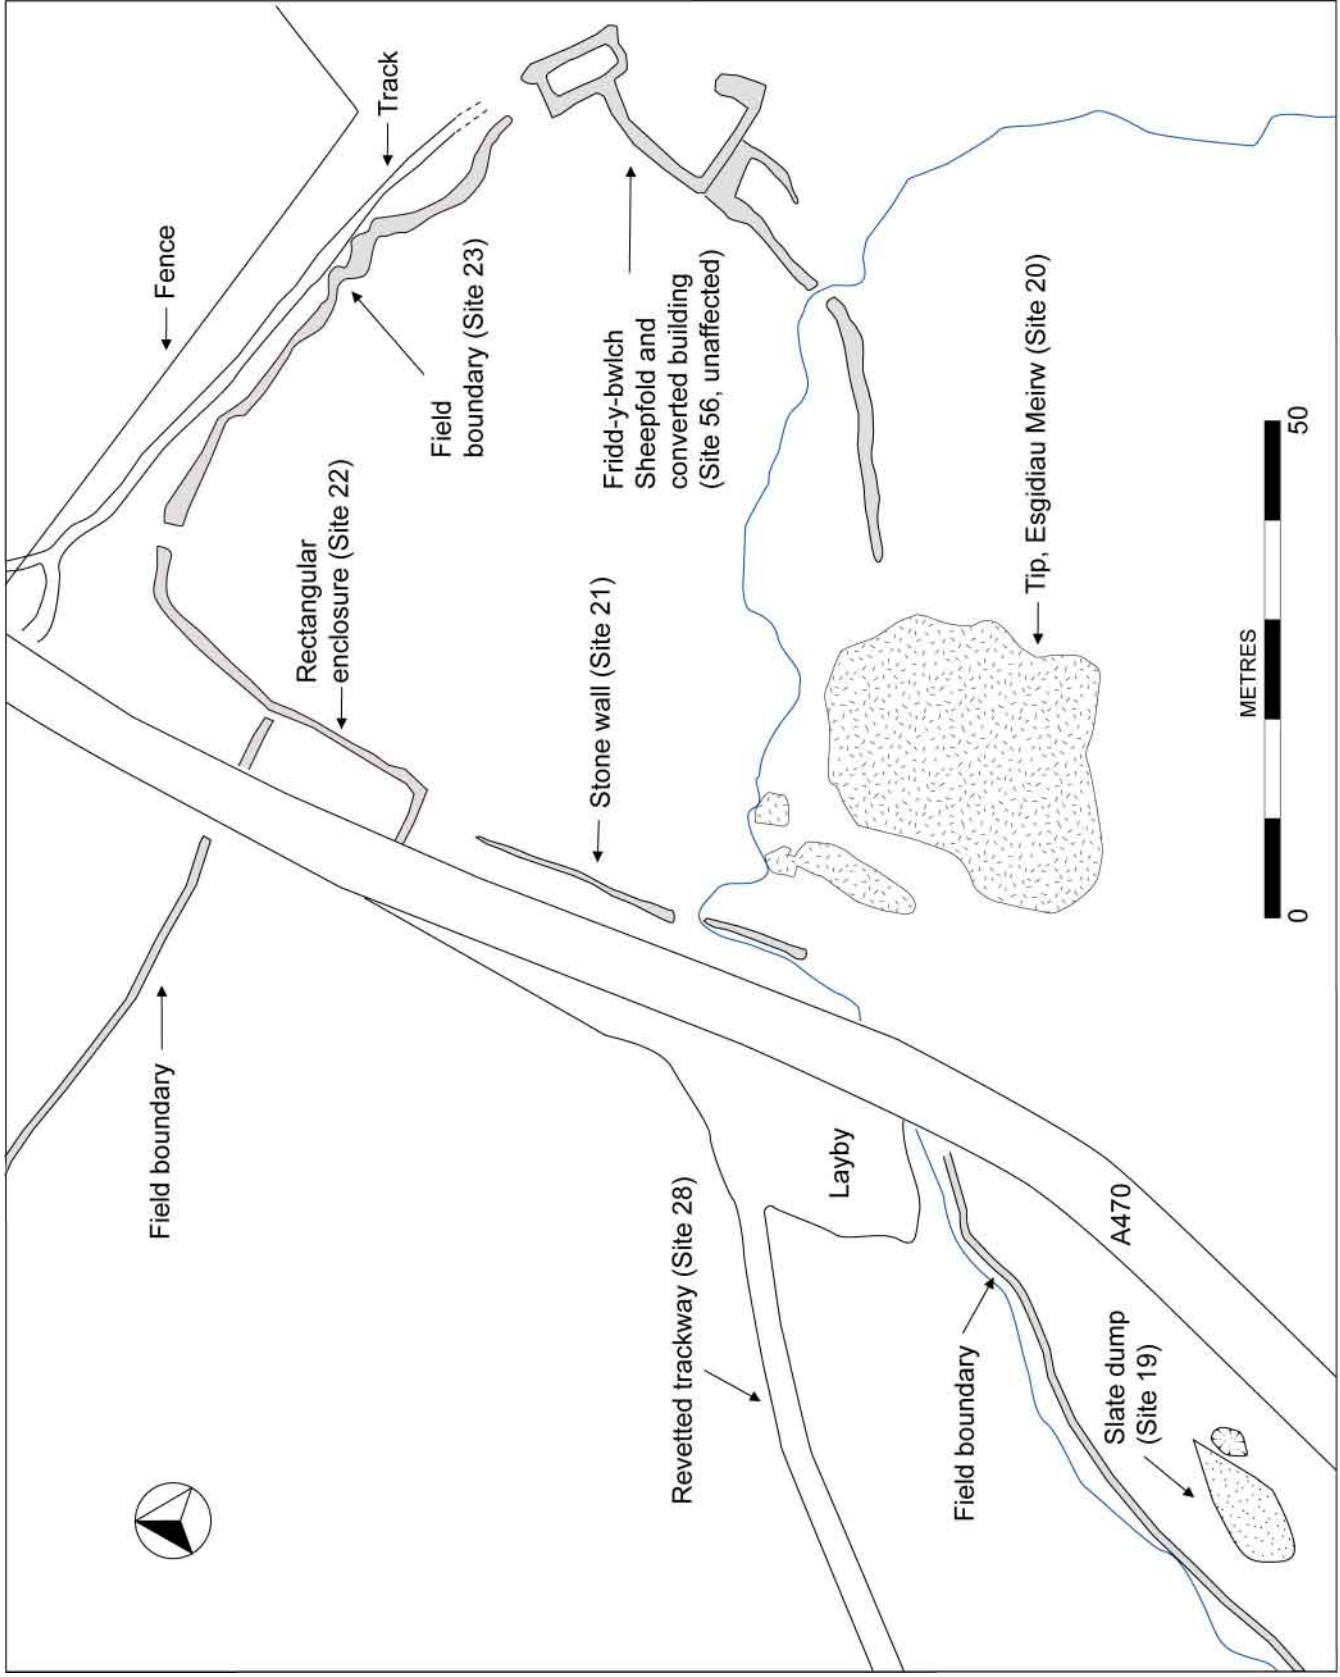 Fence
Track
Field
boundary (Site 23)
Rectangular
enclosure (Site 22)
Fridd-y-bwlch
Sheepfold and
converted building
(Site 56, unaffected)
Stone wall (Site 21)
Tip, Esgidiau Meirw (Site 20)
Field boundary
Revetted trackway (Site 28)
Layby
A470
Field boundary
Slate dump
(Site 19)
METRES
0
50